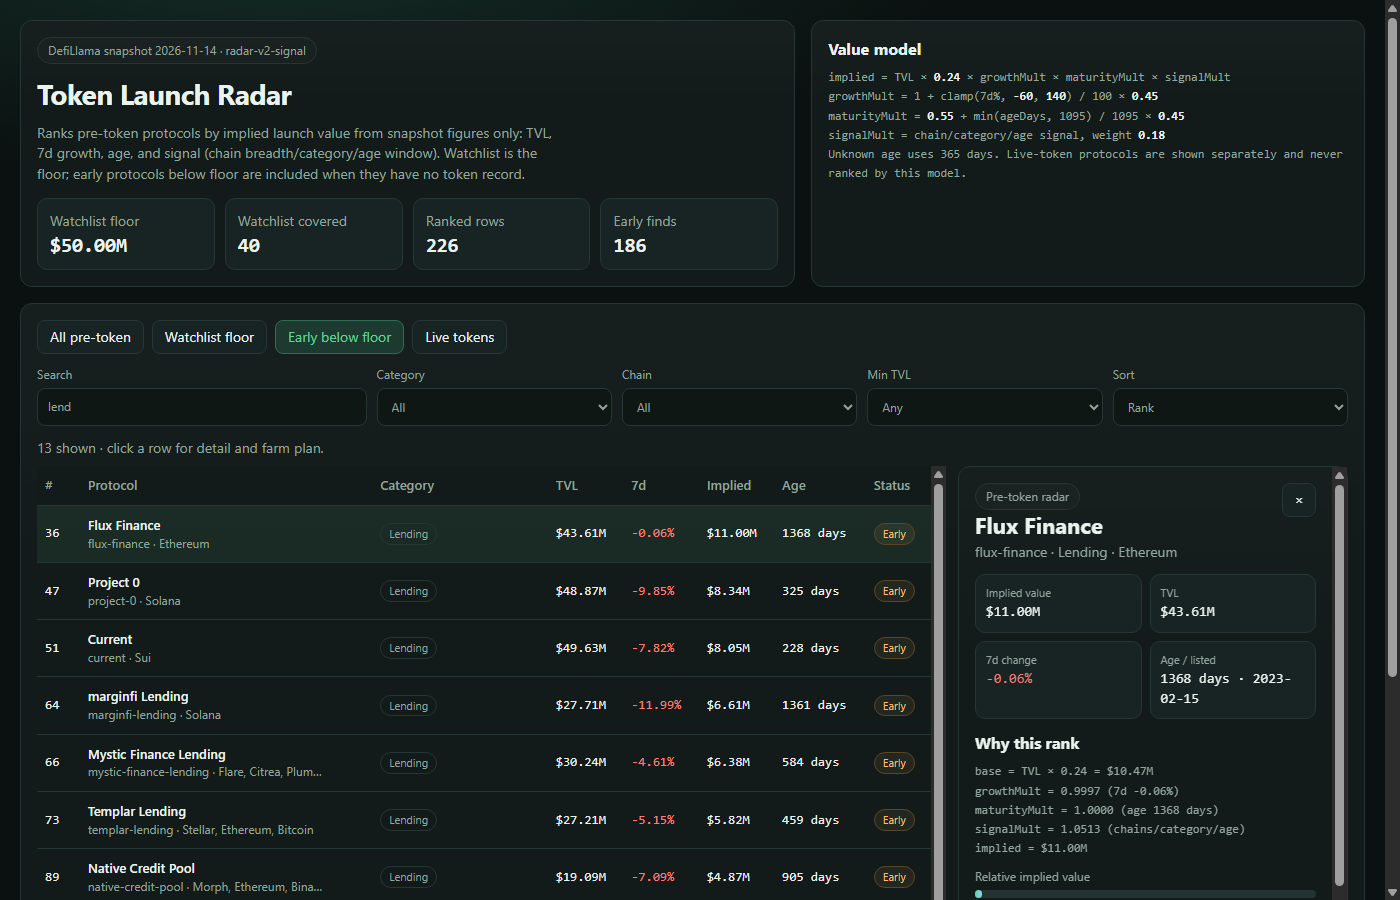 DefiLlama snapshot 2026-11-14 · radar-v2-signal
Token Launch Radar
Ranks pre-token protocols by implied launch value from snapshot figures only: TVL,
7d growth, age, and signal (chain breadth/category/age window). Watchlist is the
floor; early protocols below floor are included when they have no token record.
Watchlist floor
$50.00M
Watchlist covered
40
Ranked rows
226
Early finds
186
Value model
implied = TVL × 0.24 × growthMult × maturityMult × signalMult
growthMult = 1 + clamp(7d%, -60, 140) / 100 × 0.45
maturityMult = 0.55 + min(ageDays, 1095) / 1095 × 0.45
signalMult = chain/category/age signal, weight 0.18
Unknown age uses 365 days. Live-token protocols are shown separately and never
ranked by this model.
All pre-token
Watchlist floor
Early below floor
Live tokens
Search
Category
Chain
Min TVL
Sort
lend
All
All
Any
Rank
13 shown · click a row for detail and farm plan.
# Protocol Category TVL 7d Implied Age Status
36 Flux Finance Lending $43.61M -0.06% $11.00M 1368 days Early
flux-finance · Ethereum
47 Project 0 Lending $48.87M -9.85% $8.34M 325 days Early
project-0 · Solana
51 Current Lending $49.63M -7.82% $8.05M 228 days Early
current · Sui
64 marginfi Lending Lending $27.71M -11.99% $6.61M 1361 days Early
marginfi-lending · Solana
66 Mystic Finance Lending Lending $30.24M -4.61% $6.38M 584 days Early
mystic-finance-lending · Flare, Citrea, Plum...
73 Templar Lending Lending $27.21M -5.15% $5.82M 459 days Early
templar-lending · Stellar, Ethereum, Bitcoin
89 Native Credit Pool Lending $19.09M -7.09% $4.87M 905 days Early
native-credit-pool · Morph, Ethereum, Bina...
Pre-token radar
×
Flux Finance
flux-finance · Lending · Ethereum
Implied value
$11.00M
TVL
$43.61M
7d change
-0.06%
Age / listed
1368 days · 2023-
02-15
Why this rank
base = TVL × 0.24 = $10.47M
growthMult = 0.9997 (7d -0.06%)
maturityMult = 1.0000 (age 1368 days)
signalMult = 1.0513 (chains/category/age)
implied = $11.00M
Relative implied value